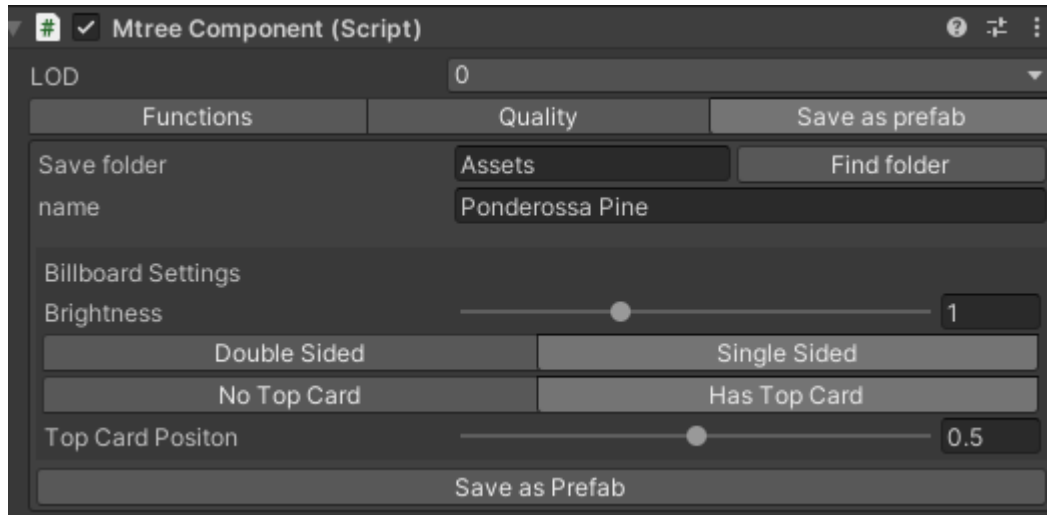 # Mtree Component (Script)
LOD 0
Functions Quality Save as prefab
Save folder Assets Find folder
name Ponderossa Pine
Billboard Settings
Brightness 1
Double Sided Single Sided
No Top Card Has Top Card
Top Card Positon 0.5
Save as Prefab